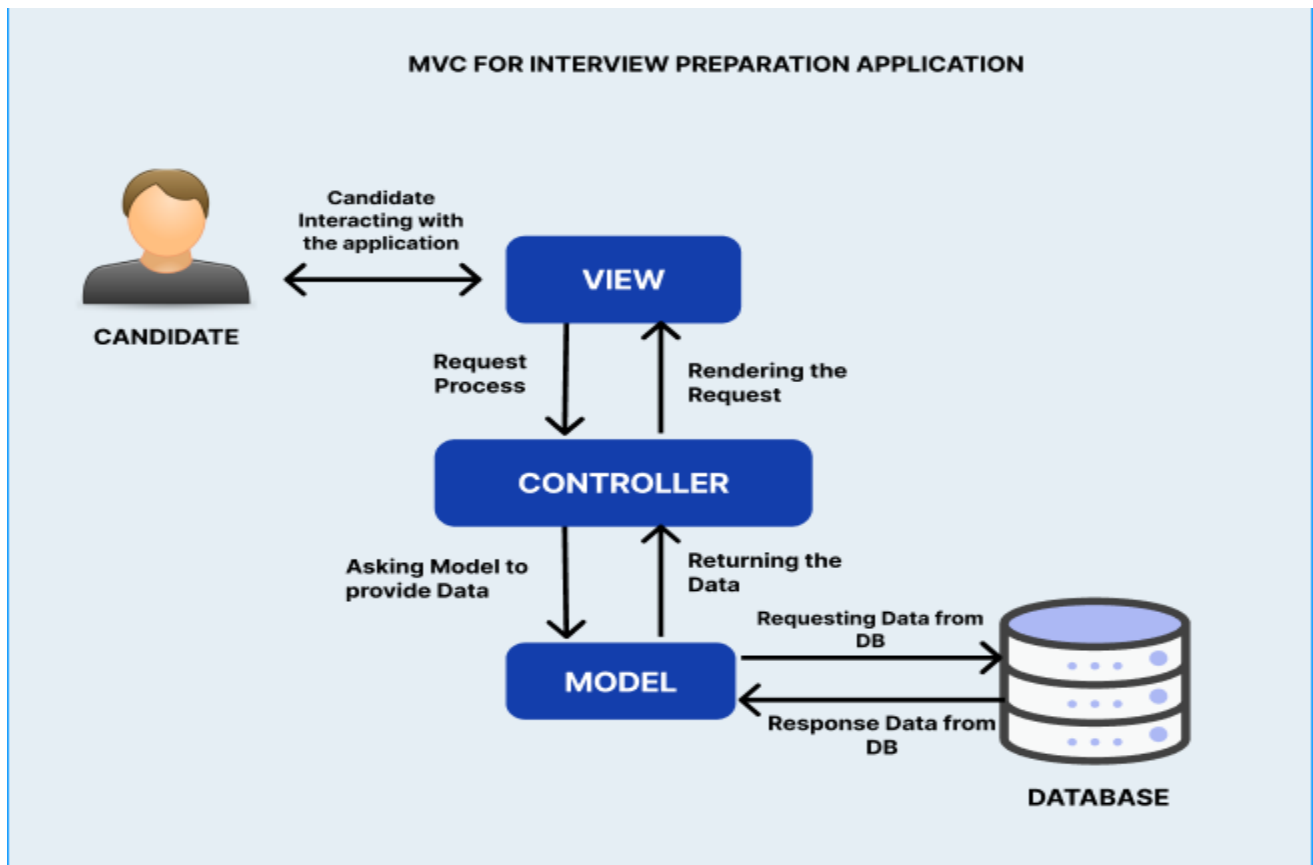 MVC FOR INTERVIEW PREPARATION APPLICATION
Candidate
Interacting with
the application
VIEW
CANDIDATE
Request
Process
Rendering the
Request
CONTROLLER
Asking Model to
provide Data
Returning the
Data
Requesting Data from
DB
MODEL
Response Data from
DB
DATABASE